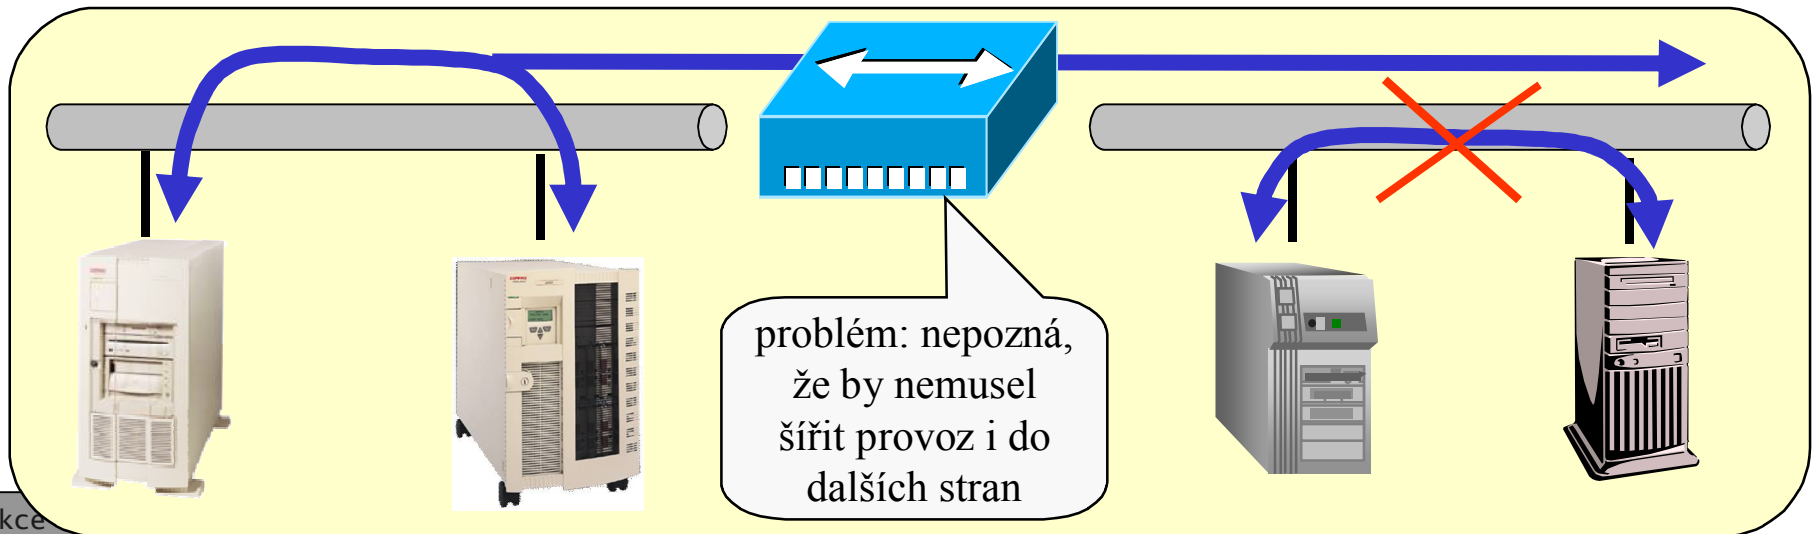 problém: nepozná,
že by nemusel
šířit provoz i do
dalších stran
kce